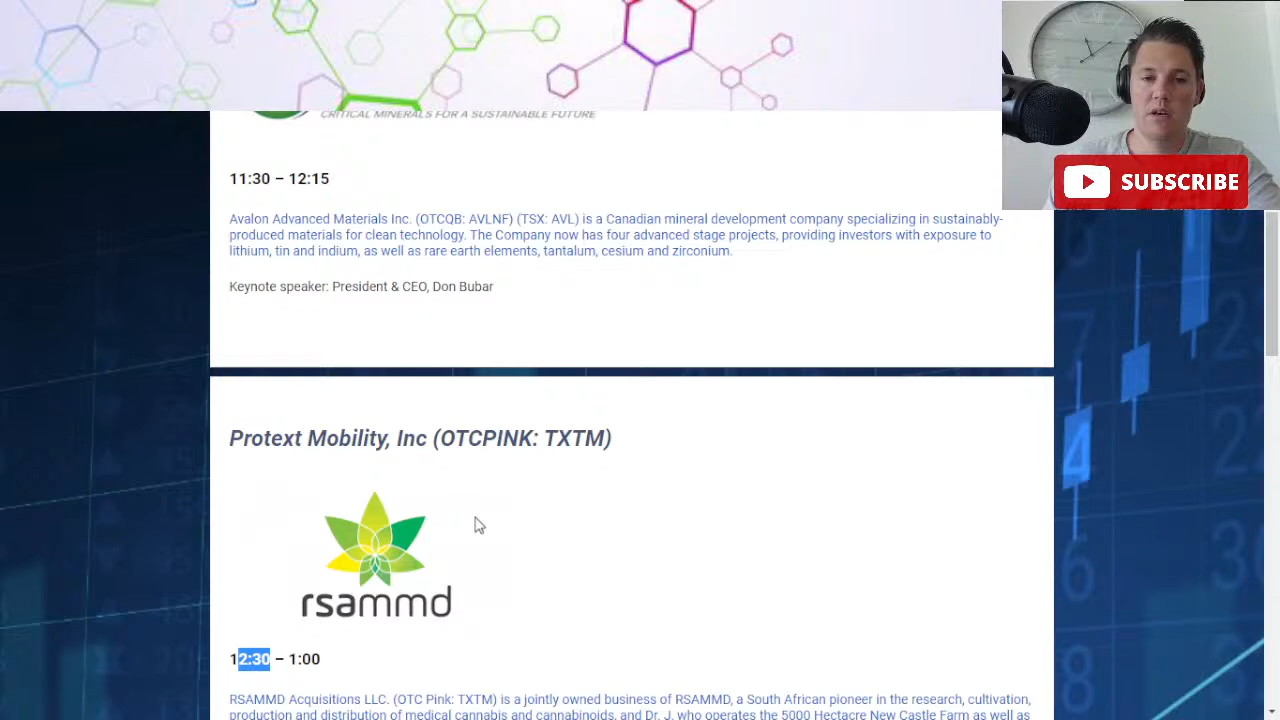 CRITICAL MINERALS FOR A SUSTAINABLE FUTURE
SUBSCRIBE
11:30 – 12:15
Avalon Advanced Materials Inc. (OTCQB: AVLNF) (TSX: AVL) is a Canadian mineral development company specializing in sustainably-
produced materials for clean technology. The Company now has four advanced stage projects, providing investors with exposure to
lithium, tin and indium, as well as rare earth elements, tantalum, cesium and zirconium.
Keynote speaker: President & CEO, Don Bubar
Protext Mobility, Inc (OTCPINK: TXTM)
rsammd
12:30 – 1:00
RSAMMD Acquisitions LLC. (OTC Pink: TXTM) is a jointly owned business of RSAMMD, a South African pioneer in the research, cultivation,
production and distribution of medical cannabis and cannabinoids, and Dr. J. who operates the 5000 Hectacre New Castle Farm as well as